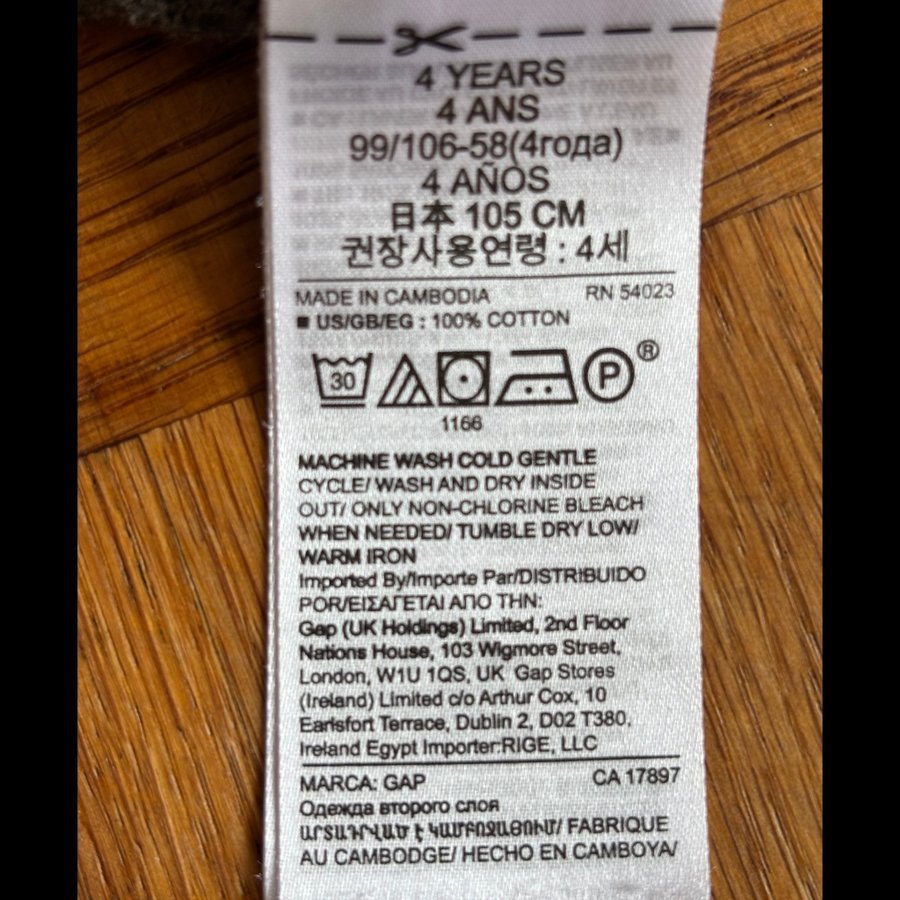 4 YEARS
4 ANS
99/106-58(4года)
4 AÑOS
日本 105 CM
권장사용연령 : 4세
MADE IN CAMBODIA RN 54023
■ US/GB/EG : 100% COTTON
30 P ®
1166
MACHINE WASH COLD GENTLE
CYCLE/ WASH AND DRY INSIDE
OUT/ ONLY NON-CHLORINE BLEACH
WHEN NEEDED/ TUMBLE DRY LOW/
WARM IRON
Imported By/Importe Par/DISTRIBUIDO
POR/ΕΙΣΑΓΕΤΑΙ ΑΠΟ ΤΗΝ:
Gap (UK Holdings) Limited, 2nd Floor
Nations House, 103 Wigmore Street,
London, W1U 1QS, UK Gap Stores
(Ireland) Limited c/o Arthur Cox, 10
Earlsfort Terrace, Dublin 2, D02 T380,
Ireland Egypt Importer:RIGE, LLC
MARCA: GAP CA 17897
Одежда второго слоя
ԱՐՏԱԴՐՎԱԾ Է ԿԱՄԲՈՋԱՅՈՒՄ/ FABRIQUE
AU CAMBODGE/ HECHO EN CAMBOYA/